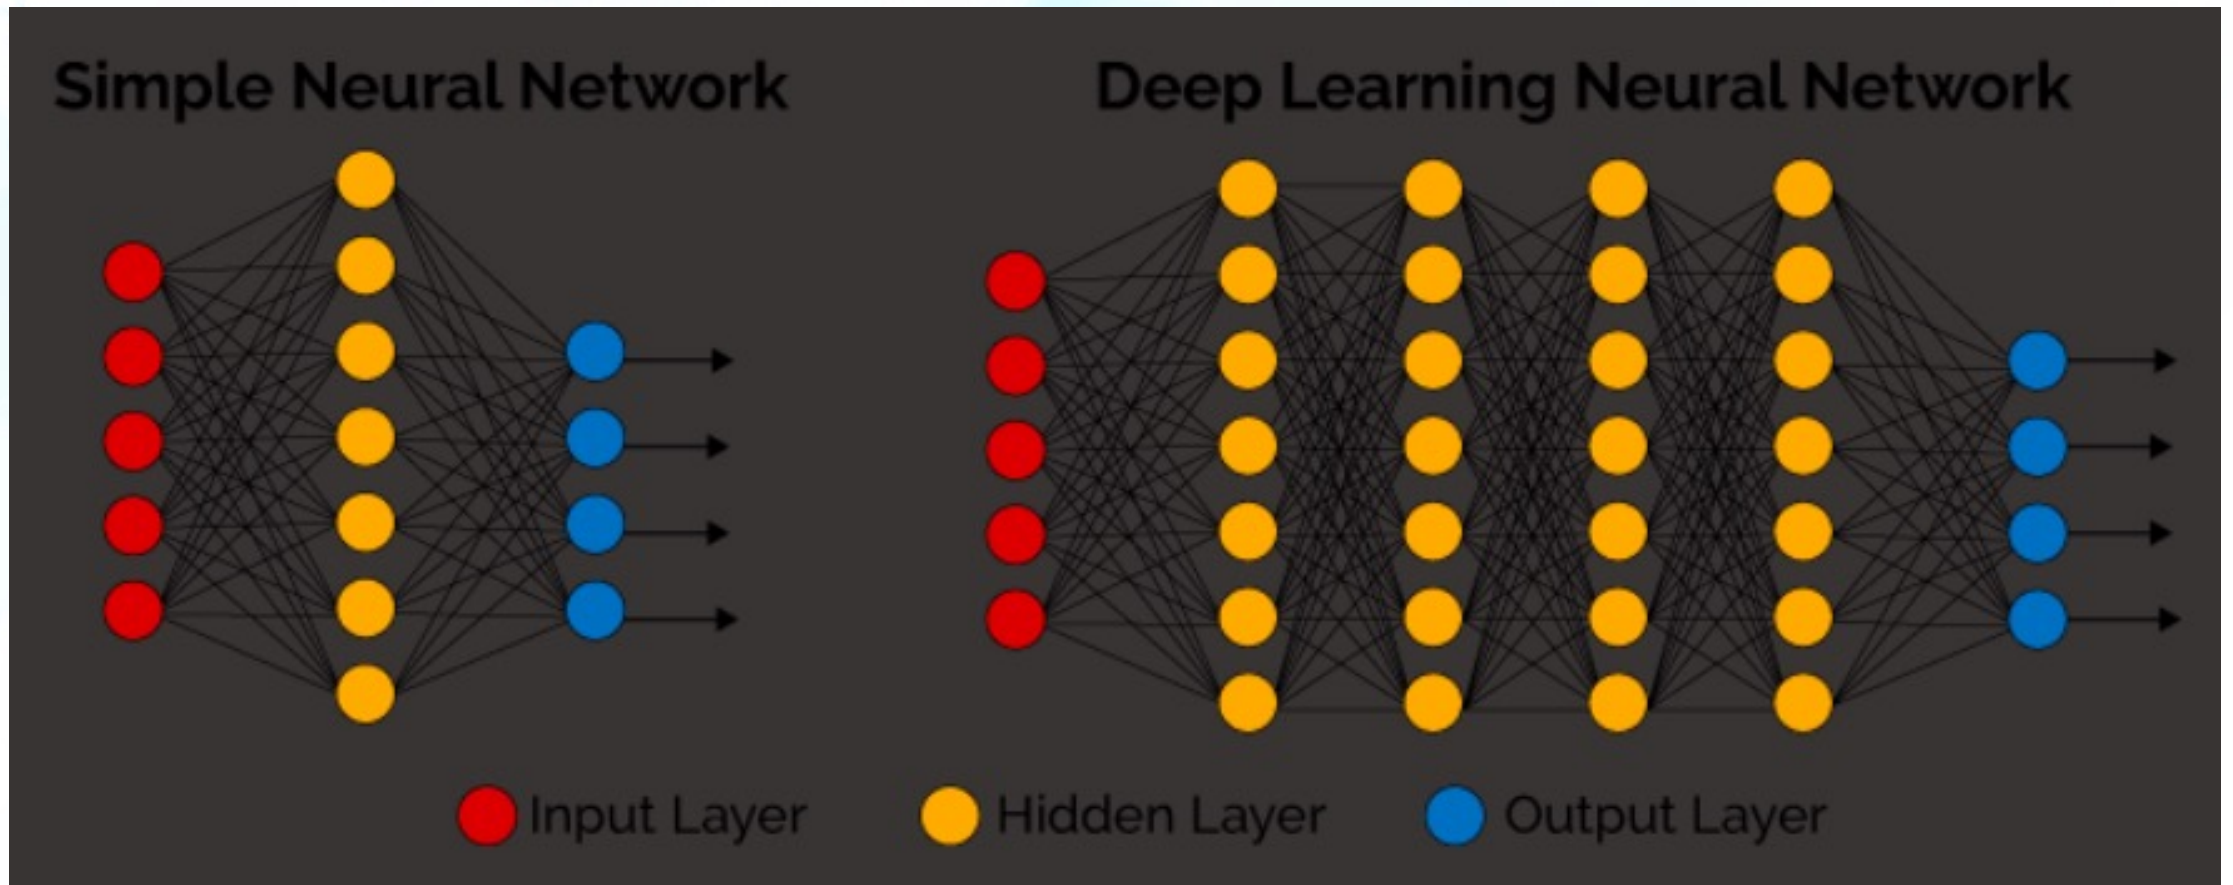 Simple Neural Network
Deep Learning Neural Network
Input Layer
Hidden Layer
Output Layer